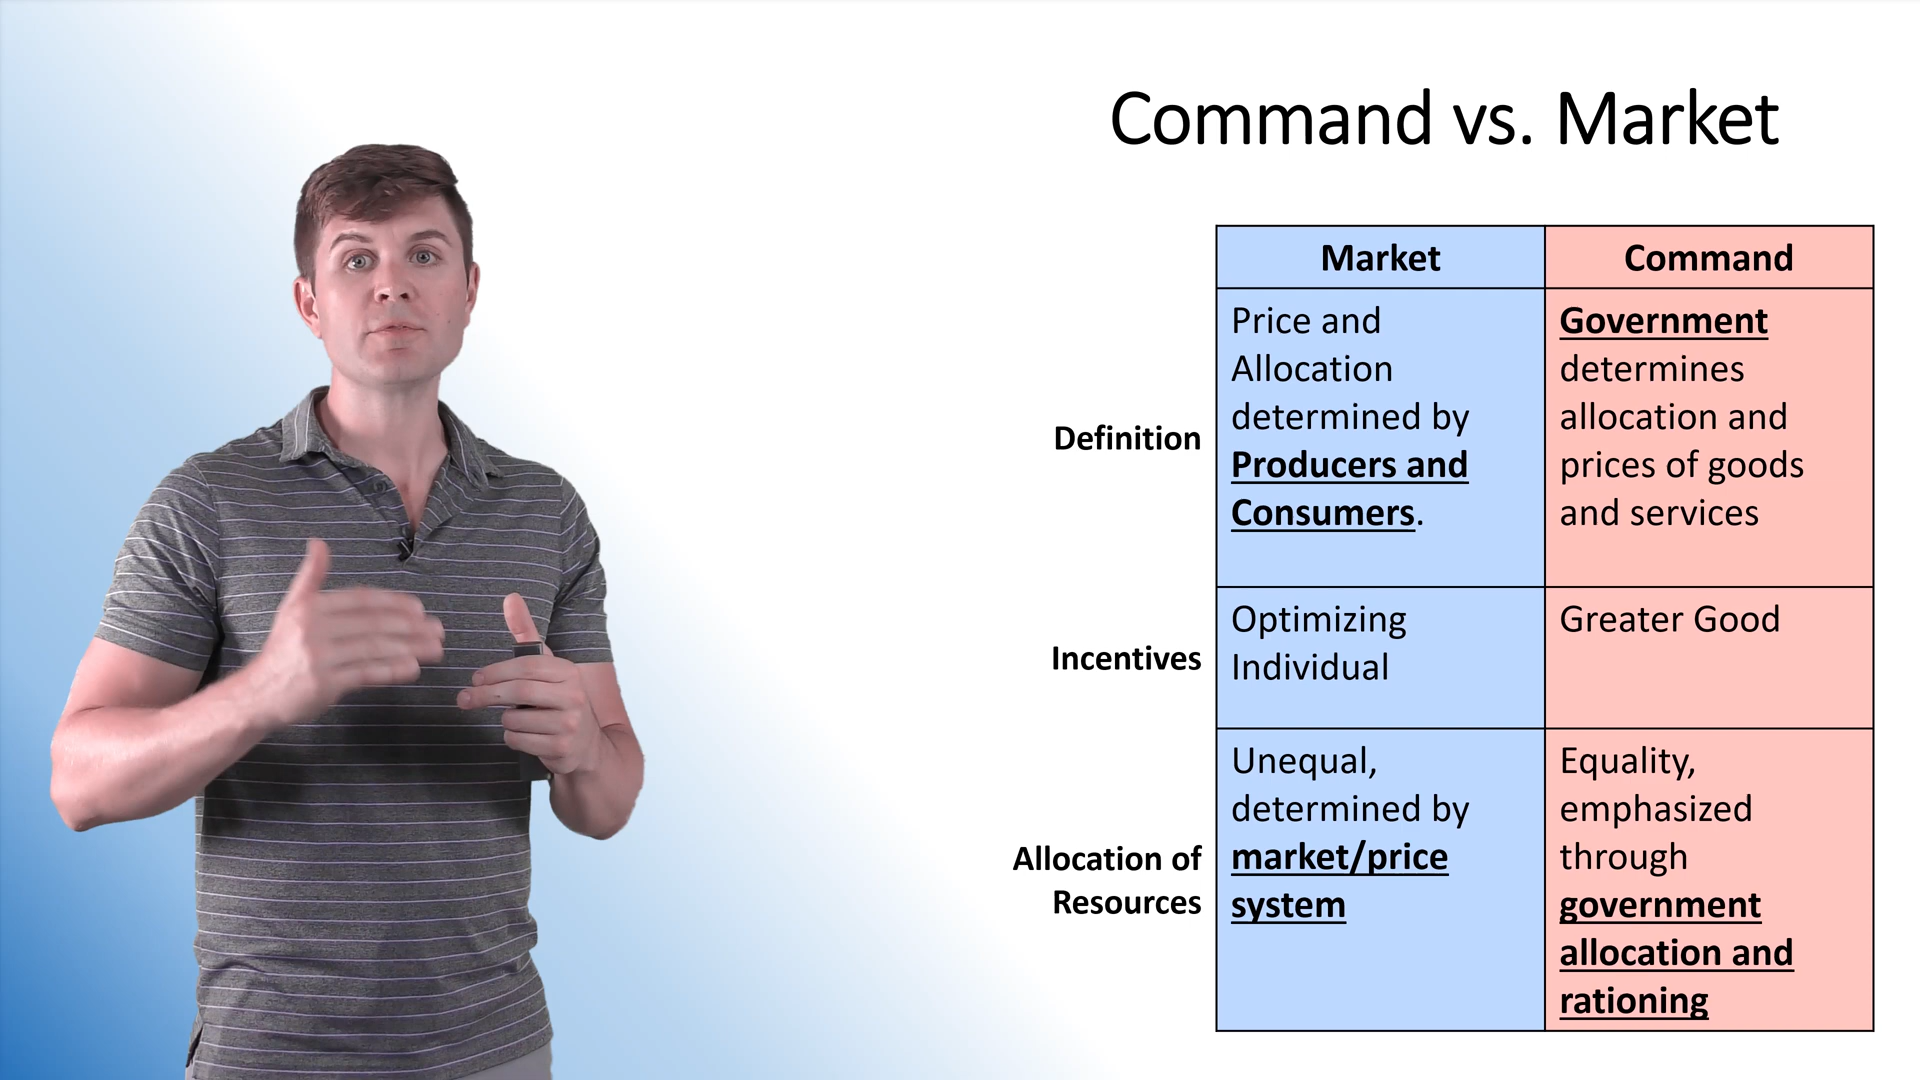 Command vs. Market
Market
Command
Definition
Price and
Allocation
determined by
Producers and
Consumers.
Government
determines
allocation and
prices of goods
and services
Incentives
Optimizing
Individual
Greater Good
Allocation of
Resources
Unequal,
determined by
market/price
system
Equality,
emphasized
through
government
allocation and
rationing